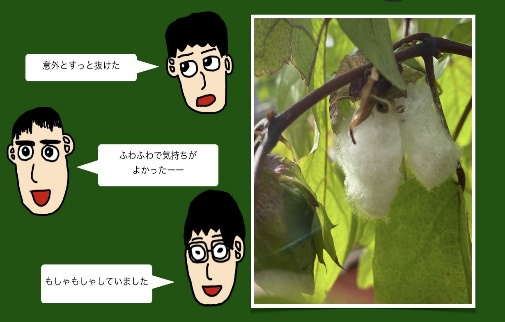 意外とすっと抜けた
ふわふわで気持ちが
よかったーー
もしゃもしゃしていました